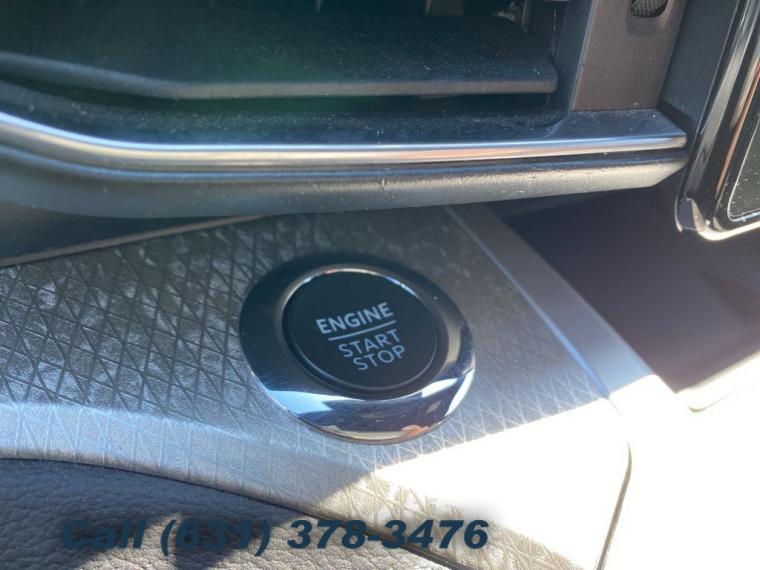 ENGINE
START
STOP
Call (631) 378-3476